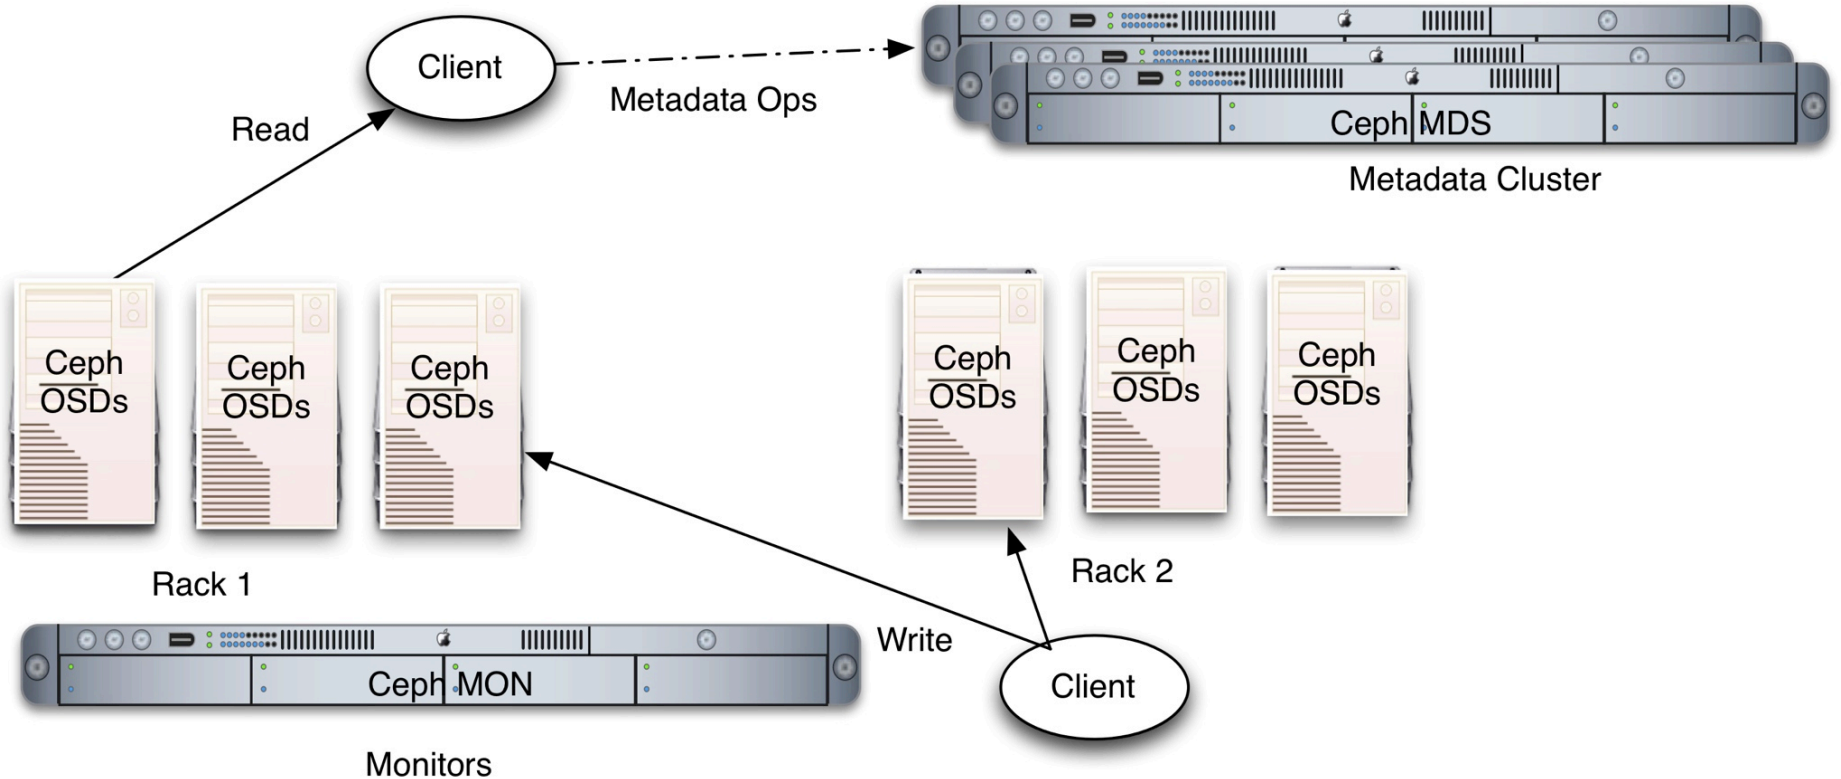 Client
Metadata Ops
Read
Ceph MDS
Metadata Cluster
Ceph
OSDs
Ceph
OSDs
Ceph
OSDs
Rack 1
Ceph
OSDs
Ceph
OSDs
Ceph
OSDs
Rack 2
Write
Client
Ceph MON
Monitors